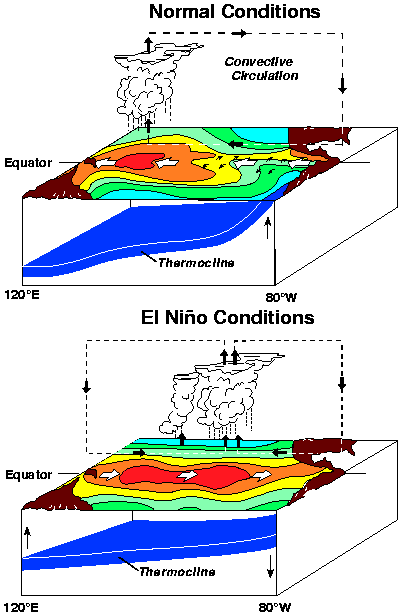 Normal Conditions
Convective
Circulation
Equator
Thermocline
120°E
80°W
El Niño Conditions
Equator
Thermocline
120°E
80°W